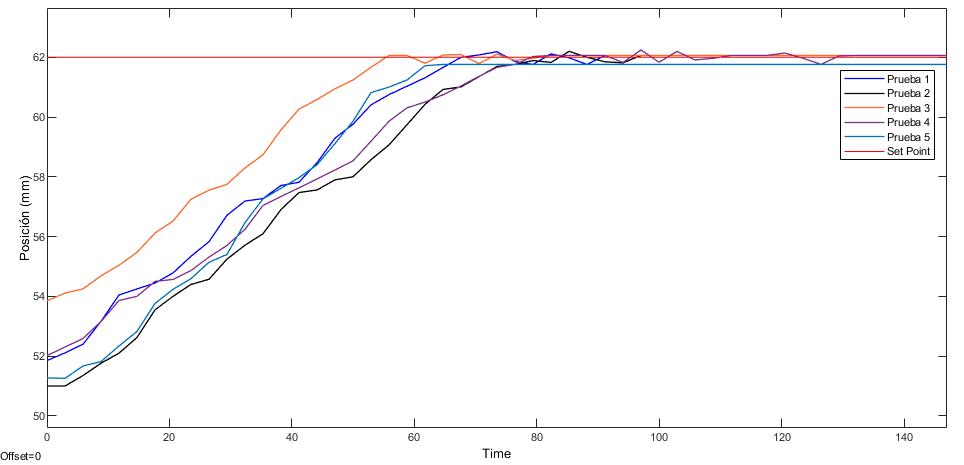 62
60
58
56
54
52
50
Posición (mm)
0 20 40 60 80 100 120 140
Time
Offset=0
Prueba 1
Prueba 2
Prueba 3
Prueba 4
Prueba 5
Set Point